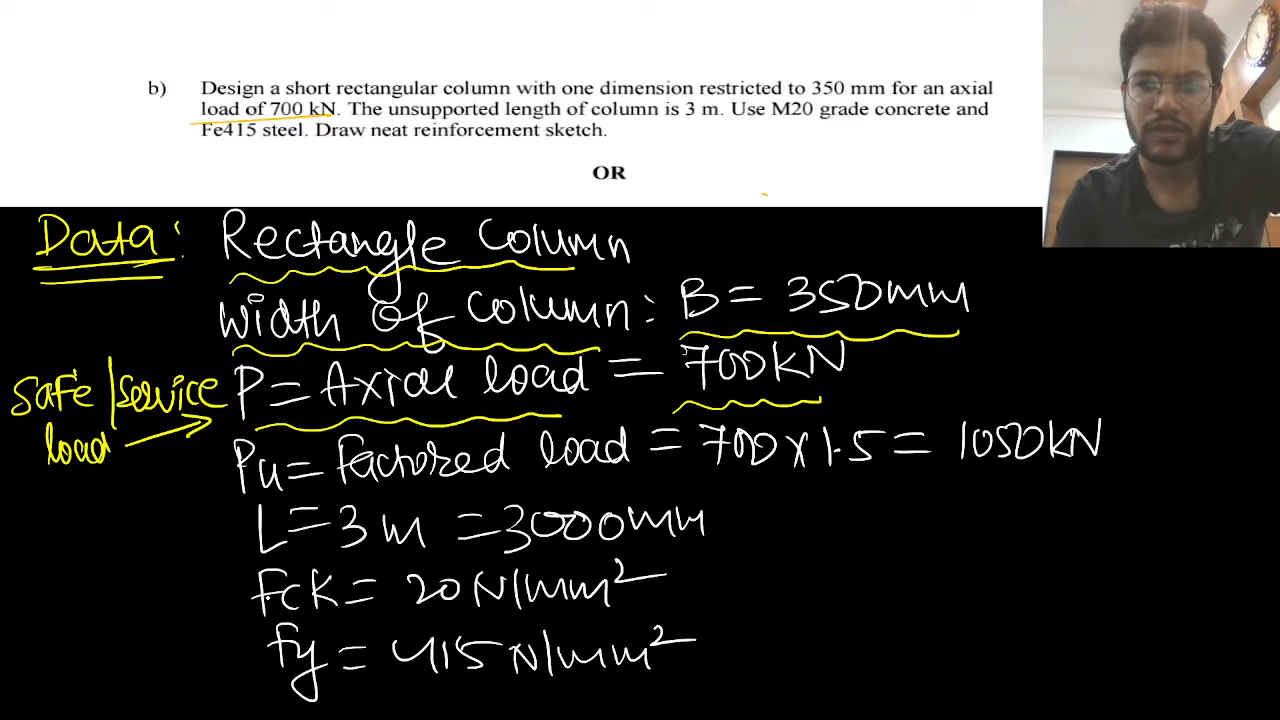 b) Design a short rectangular column with one dimension restricted to 350 mm for an axial
load of 700 kN. The unsupported length of column is 3 m. Use M20 grade concrete and
Fe415 steel. Draw neat reinforcement sketch.
OR
Data: Rectangle Column
Width of Column: B = 350mm
Safe/service load → P = Axial load = 700kN
Pu = Factored load = 700 x 1.5 = 1050kN
L = 3 m = 3000mm
Fck = 20 N/mm²
fy = 415 N/mm²